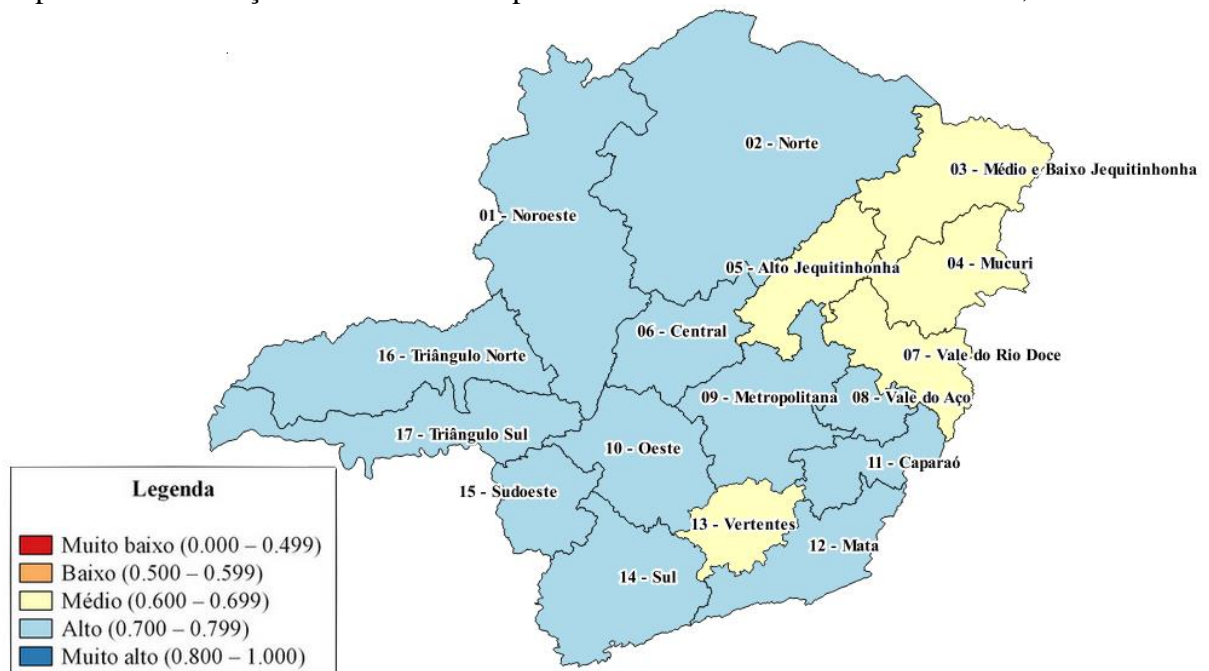 02 - Norte
03 - Médio e Baixo Jequitinhonha
01 - Noroeste
05 - Alto Jequitinhonha
04 - Mucuri
06 - Central
16 - Triângulo Norte
07 - Vale do Rio Doce
09 - Metropolitana
08 - Vale do Aço
17 - Triângulo Sul
10 - Oeste
11 - Caparaó
15 - Sudoeste
13 - Vertentes
12 - Mata
14 - Sul
Legenda
Muito baixo (0.000 – 0.499)
Baixo (0.500 – 0.599)
Médio (0.600 – 0.699)
Alto (0.700 – 0.799)
Muito alto (0.800 – 1.000)